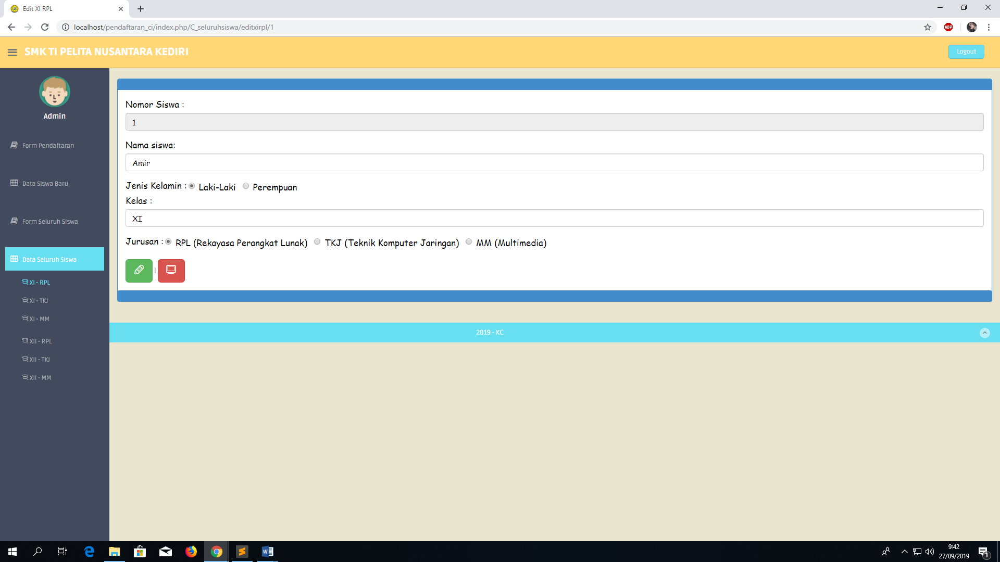 Edit XI RPL
localhost/pendaftaran_ci/index.php/C_seluruhsiswa/editxirpl/1
ABP
SMK TI PELITA NUSANTARA KEDIRI
Logout
Admin
Form Pendaftaran
Data Siswa Baru
Form Seluruh Siswa
Data Seluruh Siswa
XI - RPL
XI - TKJ
XI - MM
XII - RPL
XII - TKJ
XII - MM
Nomor Siswa :
1
Nama siswa:
Amir
Jenis Kelamin : Laki-Laki Perempuan
Kelas :
XI
Jurusan : RPL (Rekayasa Perangkat Lunak) TKJ (Teknik Komputer Jaringan) MM (Multimedia)
|
2019 - KC
9:42
27/09/2019
1